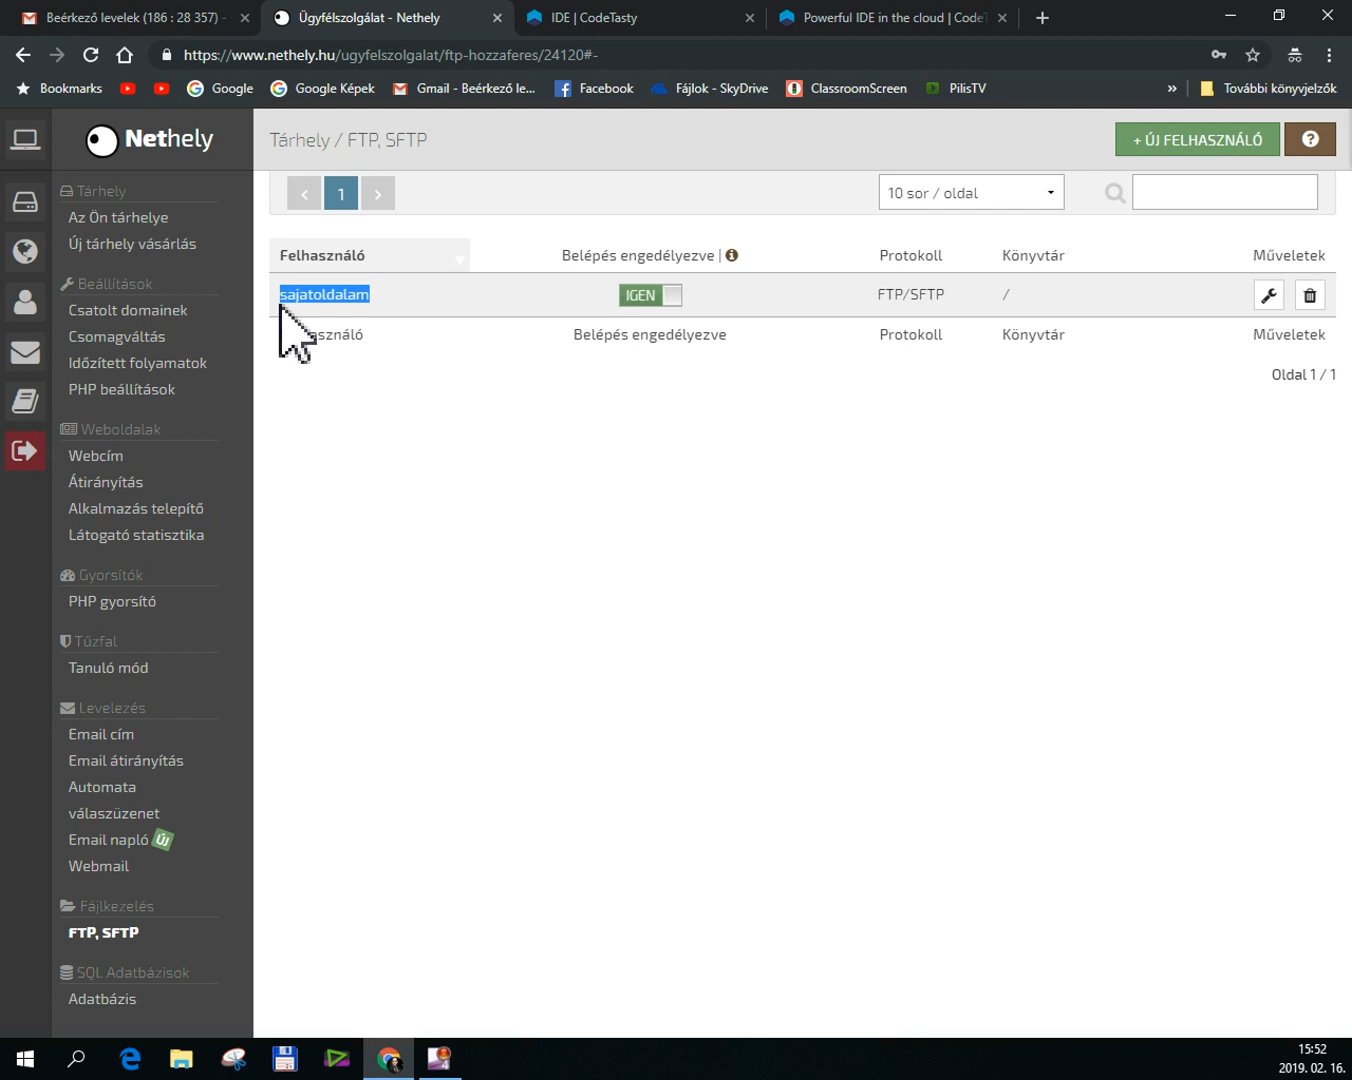 Beérkező levelek (186 : 28 357) -
Ügyfélszolgálat - Nethely
IDE | CodeTasty
Powerful IDE in the cloud | Code
https://www.nethely.hu/ugyfelszolgalat/ftp-hozzaferes/24120#-
Bookmarks
Google
Google Képek
Gmail - Beérkező le...
Facebook
Fájlok - SkyDrive
ClassroomScreen
PilisTV
»
További könyvjelzők
Nethely
Tárhely / FTP, SFTP
+ ÚJ FELHASZNÁLÓ
?
Tárhely
Az Ön tárhelye
Új tárhely vásárlás
Beállítások
Csatolt domainek
Csomagváltás
Időzített folyamatok
PHP beállítások
Weboldalak
Webcím
Átirányítás
Alkalmazás telepítő
Látogató statisztika
Gyorsítók
PHP gyorsító
Tűzfal
Tanuló mód
Levelezés
Email cím
Email átirányítás
Automata
válaszüzenet
Email napló ÚJ
Webmail
Fájlkezelés
FTP, SFTP
SQL Adatbázisok
Adatbázis
< 1 >
10 sor / oldal
Felhasználó Belépés engedélyezve | Protokoll Könyvtár Műveletek
sajatoldalam IGEN FTP/SFTP /
sználó Belépés engedélyezve Protokoll Könyvtár Műveletek
Oldal 1 / 1
15:52
2019. 02. 16.